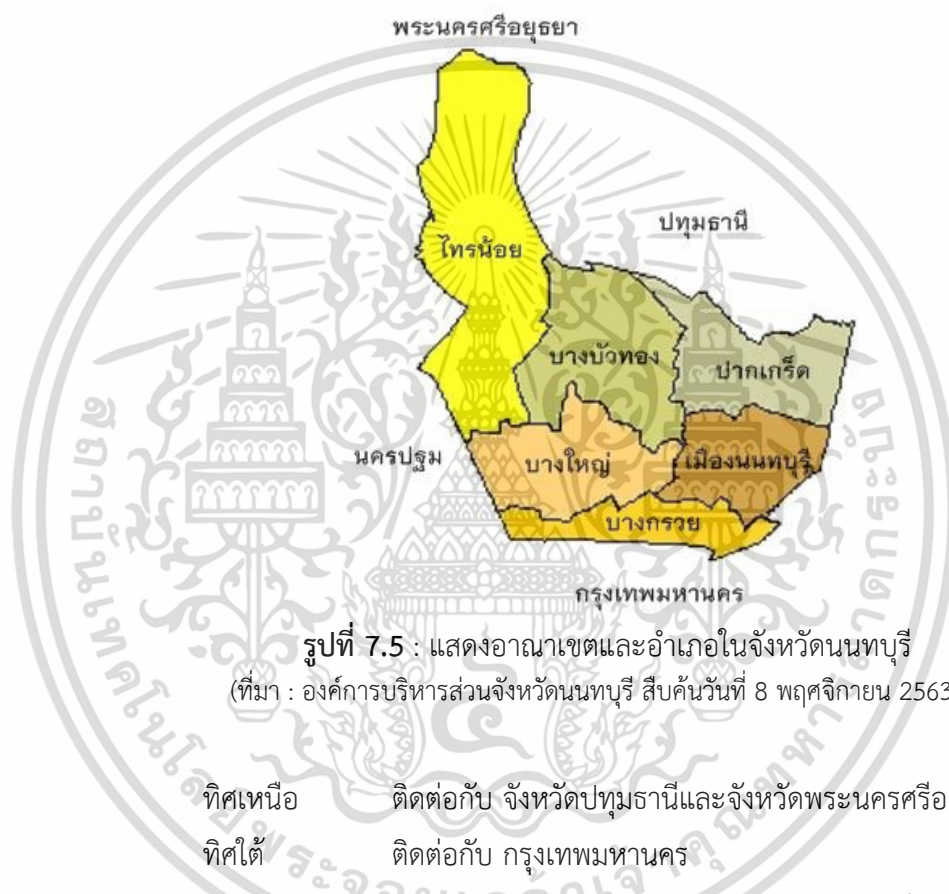 พระนครศรีอยุธยา
ปทุมธานี
ไทรน้อย
บางบัวทอง
ปากเกร็ด
นครปฐม
บางใหญ่
เมืองนนทบุรี
บางกรวย
กรุงเทพมหานคร
รูปที่ 7.5 : แสดงอาณาเขตและอำเภอในจังหวัดนนทบุรี
(ที่มา : องค์การบริหารส่วนจังหวัดนนทบุรี สืบค้นวันที่ 8 พฤศจิกายน 2563
ทิศเหนือ ติดต่อกับ จังหวัดปทุมธานีและจังหวัดพระนครศรีอ
ทิศใต้ ติดต่อกับ กรุงเทพมหานคร